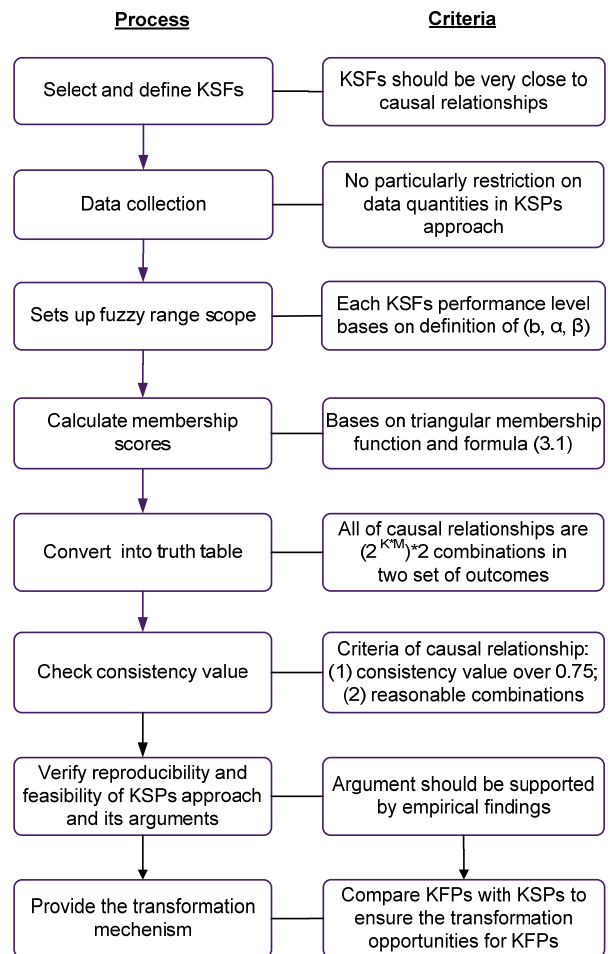 Process
Criteria
Select and define KSFs
KSFs should be very close to
causal relationships
Data collection
No particularly restriction on
data quantities in KSPs
approach
Sets up fuzzy range scope
Each KSFs performance level
bases on definition of (b, α, β)
Calculate membership
scores
Bases on triangular membership
function and formula (3.1)
Convert into truth table
All of causal relationships are
(2^K*M)*2 combinations in
two set of outcomes
Check consistency value
Criteria of causal relationship:
(1) consistency value over 0.75;
(2) reasonable combinations
Verify reproducibility and
feasibility of KSPs approach
and its arguments
Argument should be supported
by empirical findings
Provide the transformation
mechenism
Compare KFPs with KSPs to
ensure the transformation
opportunities for KFPs